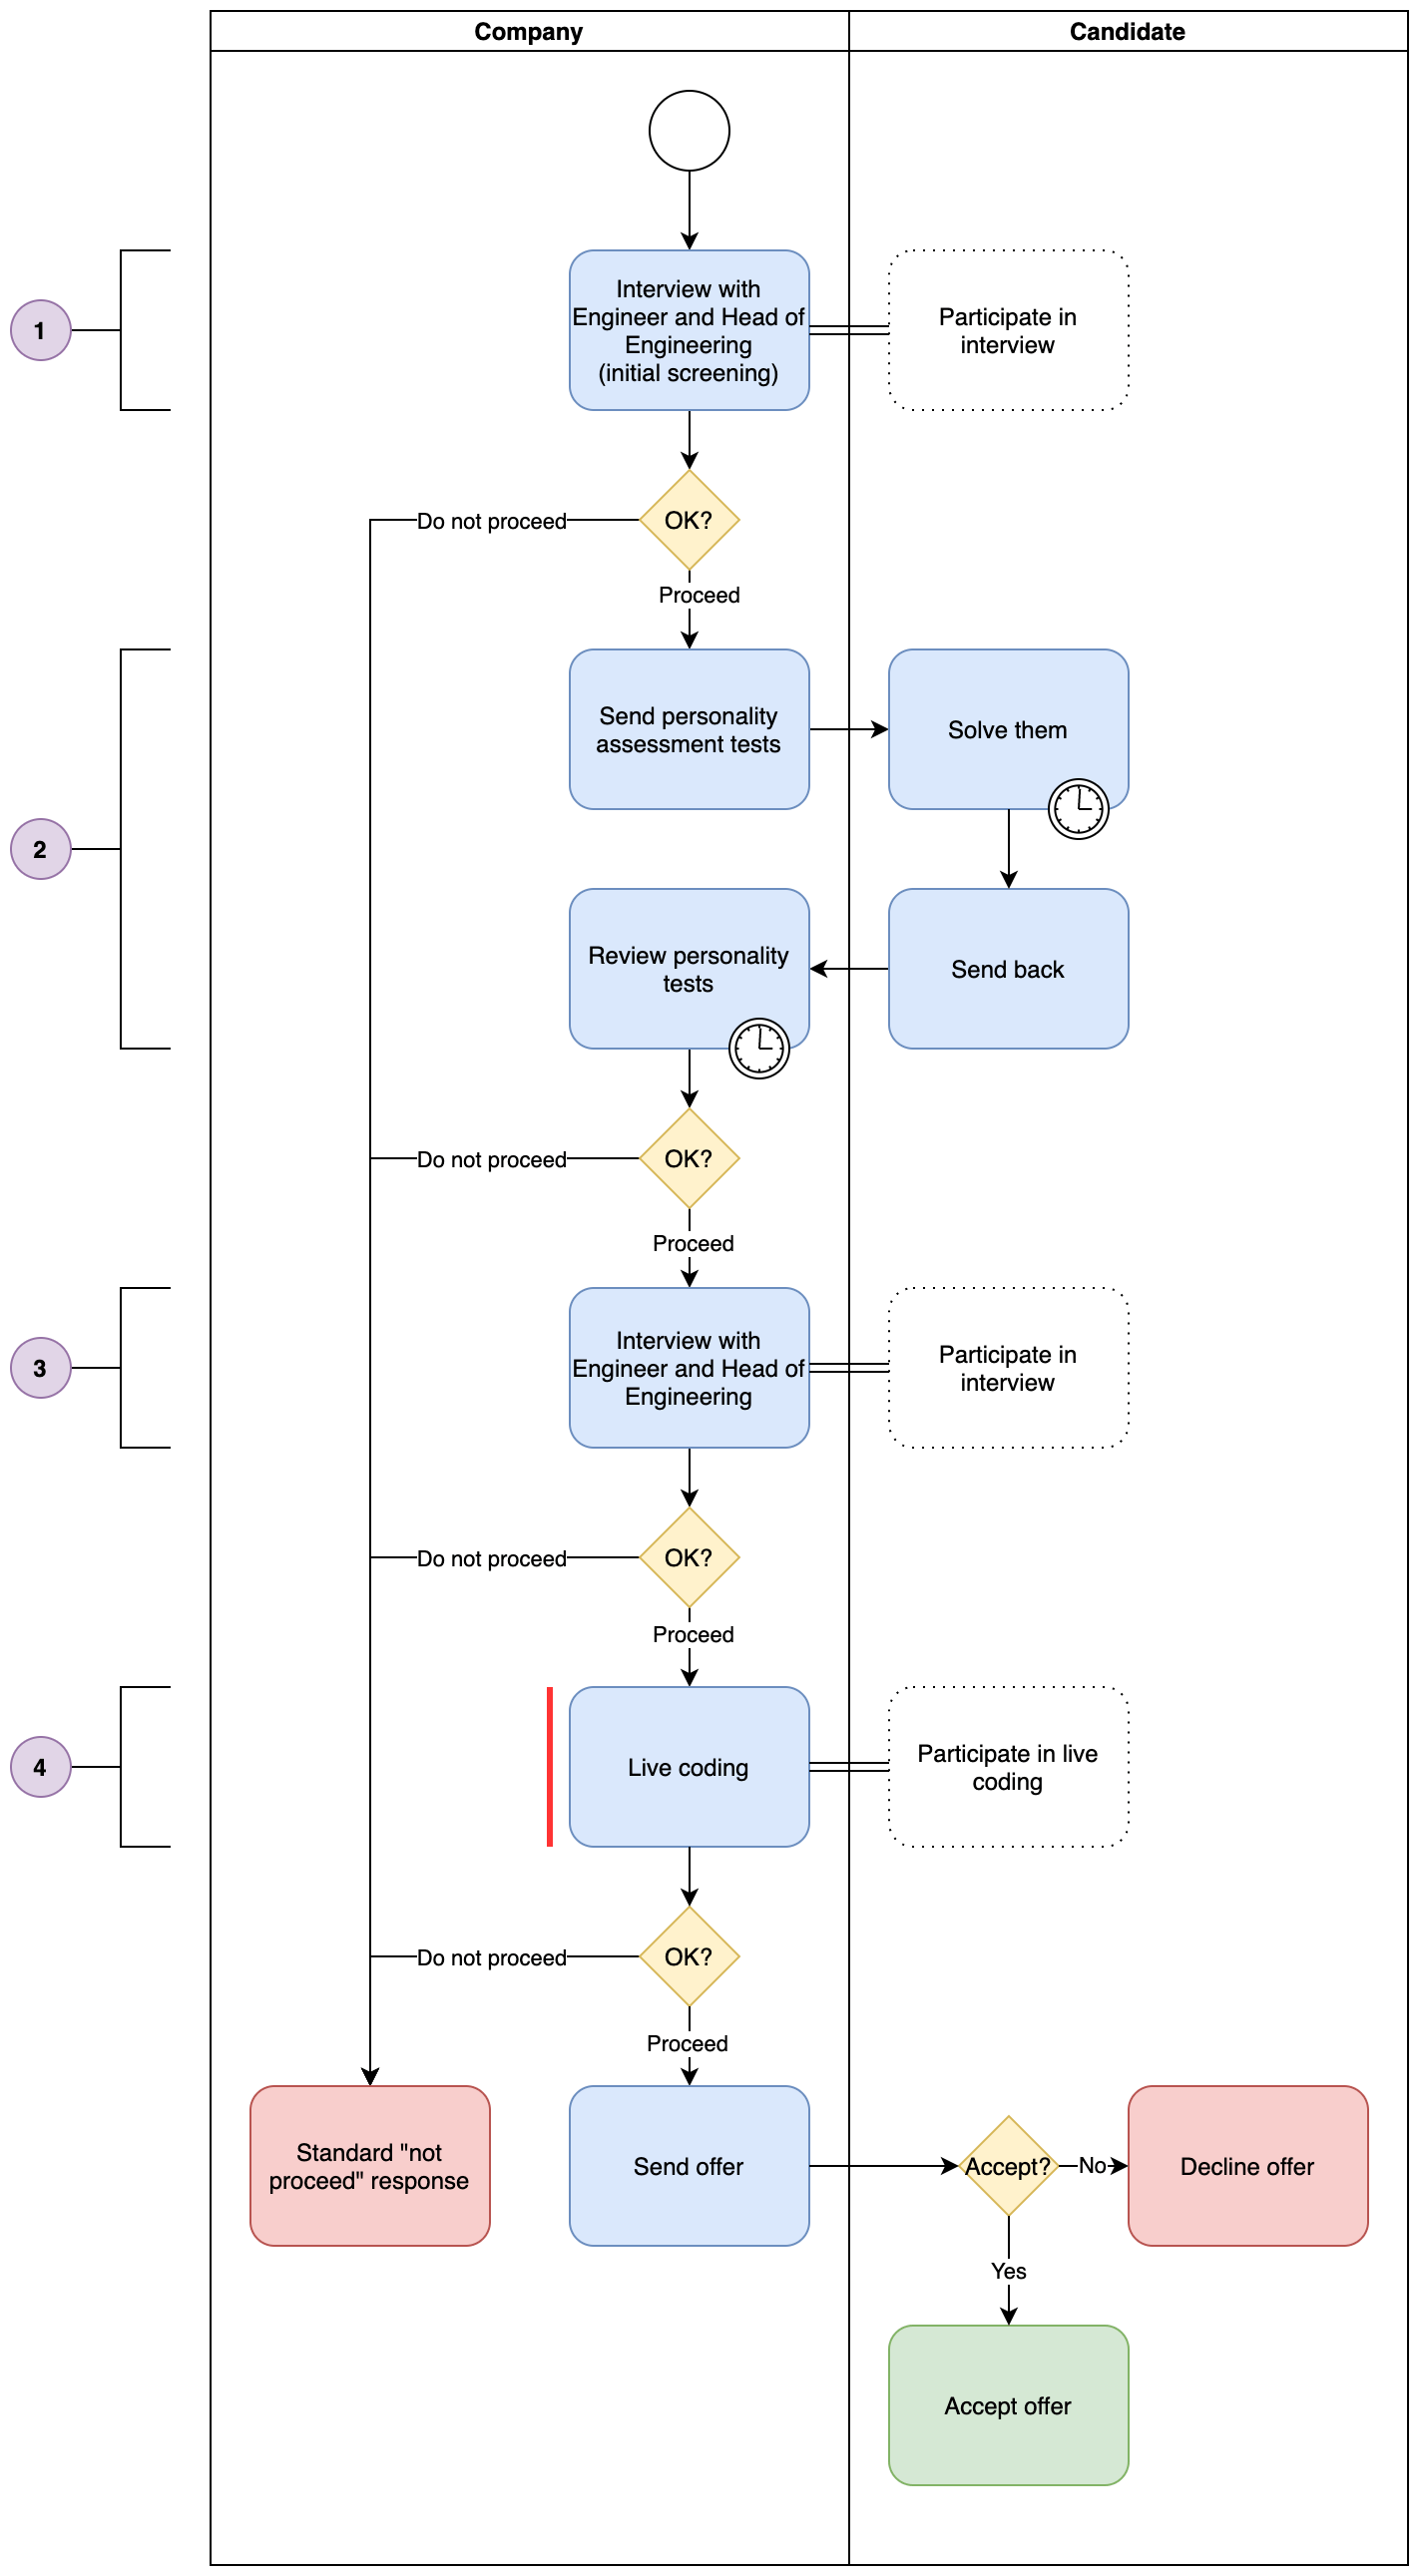 Company
Candidate
1
Interview with
Engineer and Head of
Engineering
(initial screening)
Participate in
interview
OK?
Do not proceed
Proceed
2
Send personality
assessment tests
Solve them
Review personality
tests
Send back
OK?
Do not proceed
Proceed
3
Interview with
Engineer and Head of
Engineering
Participate in
interview
OK?
Do not proceed
Proceed
4
Live coding
Participate in live
coding
OK?
Do not proceed
Proceed
Standard "not
proceed" response
Send offer
Accept?
No
Decline offer
Yes
Accept offer